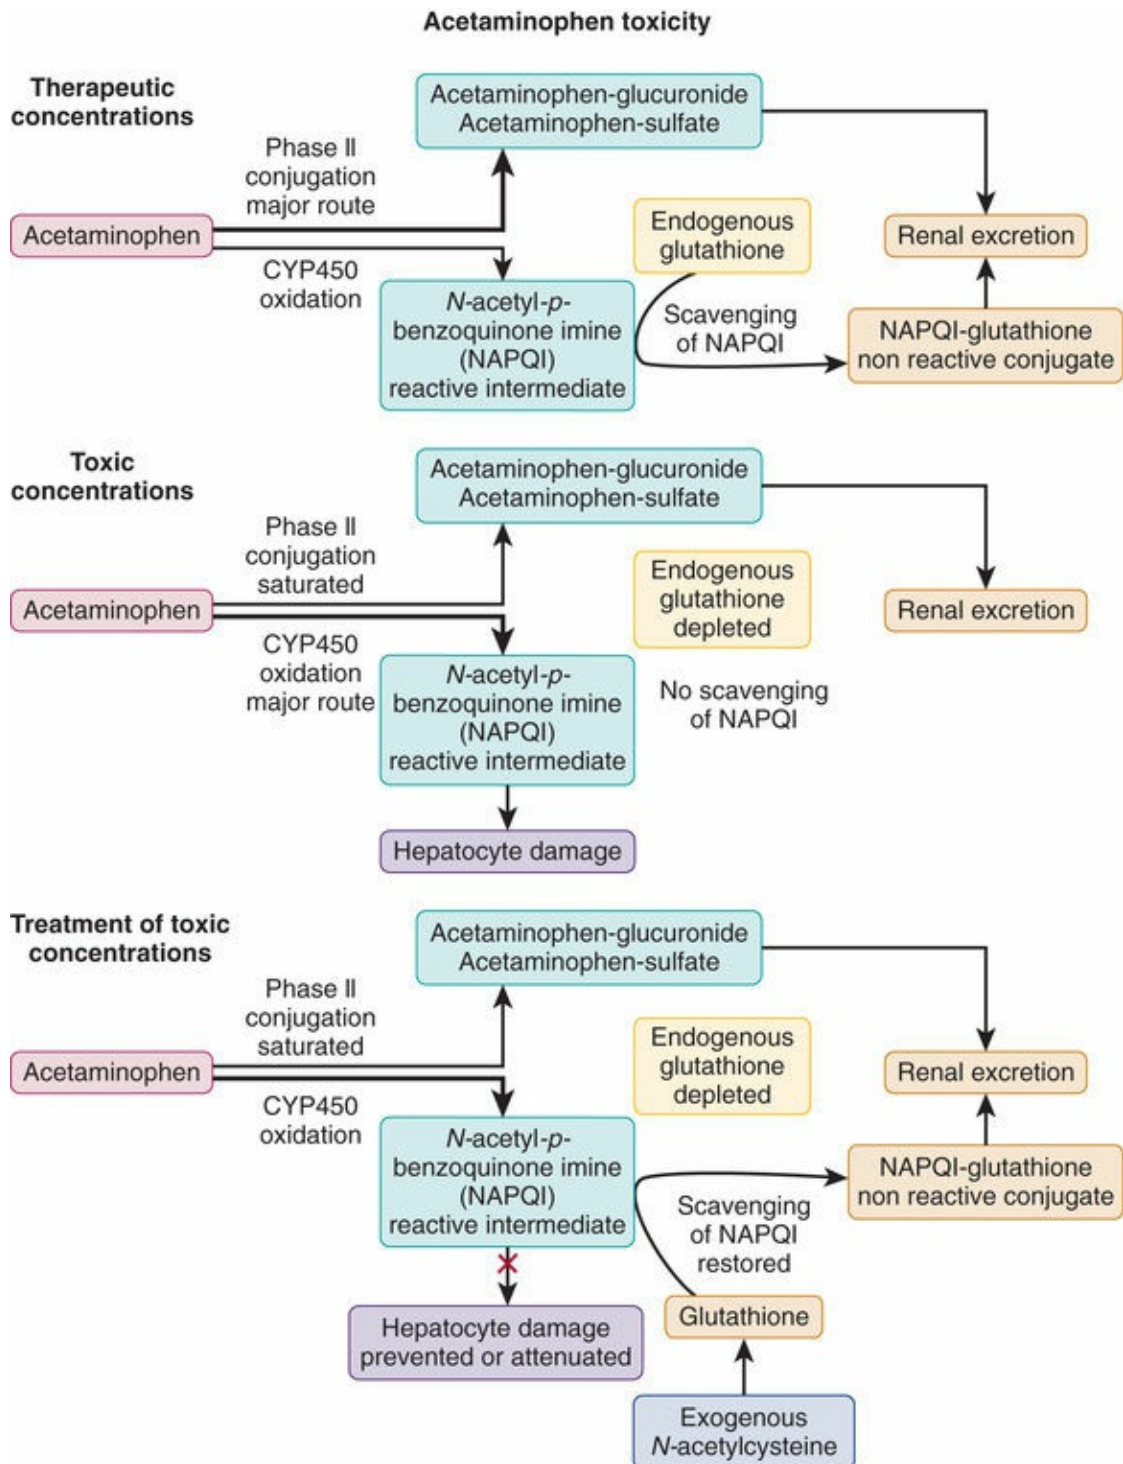 Acetaminophen toxicity
Therapeutic
concentrations
Acetaminophen-glucuronide
Acetaminophen-sulfate
Phase II
conjugation
major route
Acetaminophen
CYP450
oxidation
Endogenous
glutathione
Renal excretion
N-acetyl-p-
benzoquinone imine
(NAPQI)
reactive intermediate
Scavenging
of NAPQI
NAPQI-glutathione
non reactive conjugate
Toxic
concentrations
Acetaminophen-glucuronide
Acetaminophen-sulfate
Phase II
conjugation
saturated
Acetaminophen
CYP450
oxidation
major route
Endogenous
glutathione
depleted
Renal excretion
N-acetyl-p-
benzoquinone imine
(NAPQI)
reactive intermediate
No scavenging
of NAPQI
Hepatocyte damage
Treatment of toxic
concentrations
Acetaminophen-glucuronide
Acetaminophen-sulfate
Phase II
conjugation
saturated
Acetaminophen
CYP450
oxidation
Endogenous
glutathione
depleted
Renal excretion
N-acetyl-p-
benzoquinone imine
(NAPQI)
reactive intermediate
NAPQI-glutathione
non reactive conjugate
Scavenging
of NAPQI
restored
Hepatocyte damage
prevented or attenuated
Glutathione
Exogenous
N-acetylcysteine